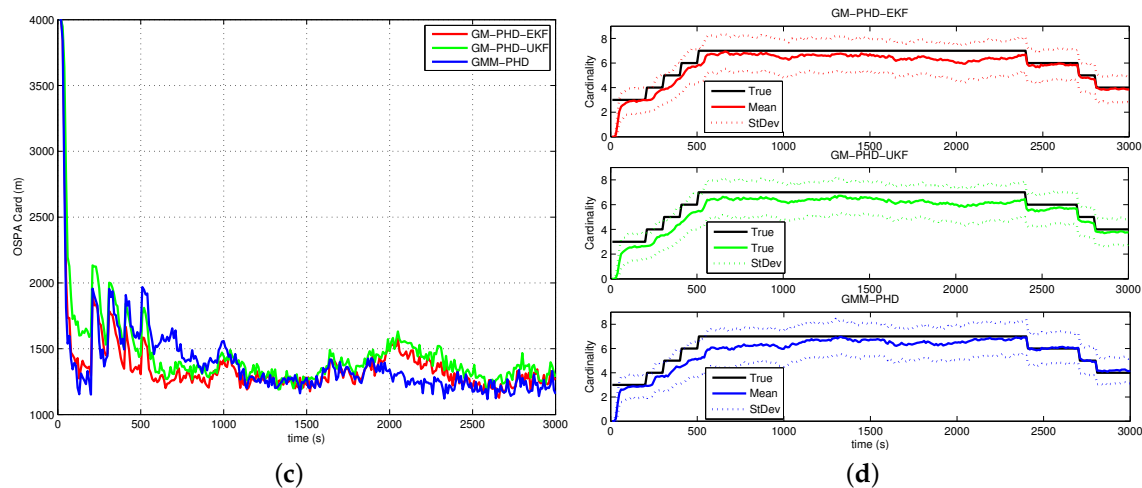 4000
3500
3000
2500
2000
1500
1000
OSPA Card (m)
0 500 1000 1500 2000 2500 3000
time (s)
GM−PHD−EKF
GM−PHD−UKF
GMM−PHD
(c)
GM−PHD−EKF
8
6
4
2
0
Cardinality
True
Mean
StDev
0 500 1000 1500 2000 2500 3000
GM−PHD−UKF
8
6
4
2
0
Cardinality
True
True
StDev
0 500 1000 1500 2000 2500 3000
GMM−PHD
8
6
4
2
0
Cardinality
True
Mean
StDev
0 500 1000 1500 2000 2500 3000
time (s)
(d)